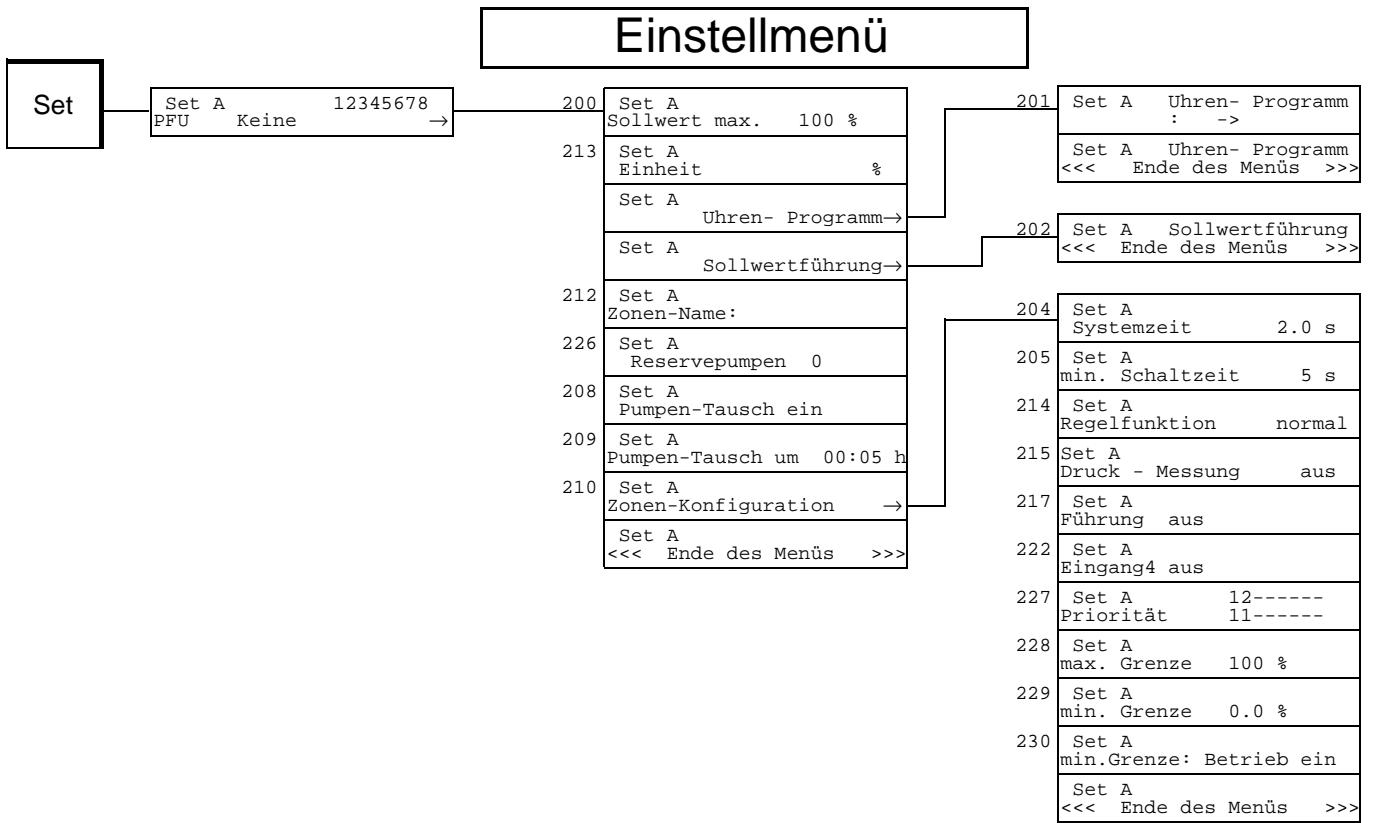 Einstellmenü
Set
Set A 12345678
PFU Keine →
200 Set A
Sollwert max. 100 %
213 Set A
Einheit %
Set A
Uhren- Programm→
Set A
Sollwertführung→
212 Set A
Zonen-Name:
226 Set A
Reservepumpen 0
208 Set A
Pumpen-Tausch ein
209 Set A
Pumpen-Tausch um 00:05 h
210 Set A
Zonen-Konfiguration →
Set A
<<< Ende des Menüs >>>
201 Set A Uhren- Programm
: ->
Set A Uhren- Programm
<<< Ende des Menüs >>>
202 Set A Sollwertführung
<<< Ende des Menüs >>>
204 Set A
Systemzeit 2.0 s
205 Set A
min. Schaltzeit 5 s
214 Set A
Regelfunktion normal
215 Set A
Druck - Messung aus
217 Set A
Führung aus
222 Set A
Eingang4 aus
227 Set A 12------
Priorität 11------
228 Set A
max. Grenze 100 %
229 Set A
min. Grenze 0.0 %
230 Set A
min.Grenze: Betrieb ein
Set A
<<< Ende des Menüs >>>